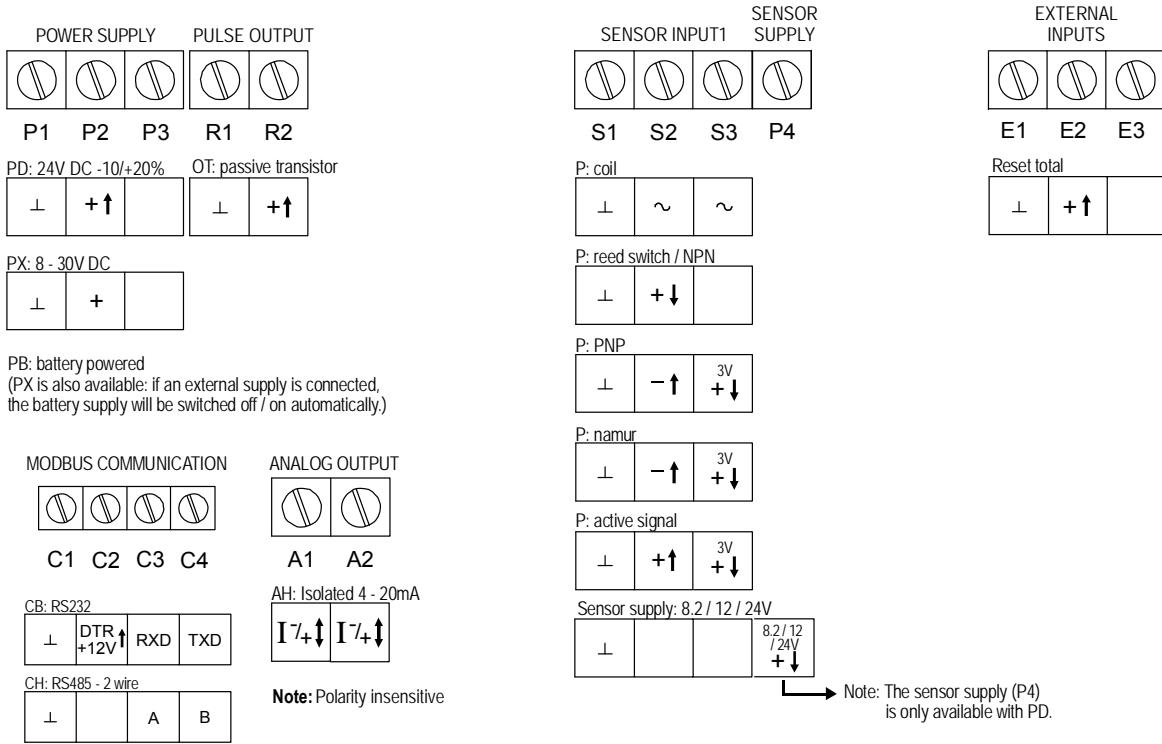 POWER SUPPLY
PULSE OUTPUT
P1 P2 P3 R1 R2
PD: 24V DC -10/+20%
OT: passive transistor
⊥ +↑
⊥ +↑
PX: 8 - 30V DC
⊥ +
PB: battery powered
(PX is also available: if an external supply is connected,
the battery supply will be switched off / on automatically.)
MODBUS COMMUNICATION
C1 C2 C3 C4
CB: RS232
⊥ DTR +12V ↑ RXD TXD
CH: RS485 - 2 wire
⊥ A B
ANALOG OUTPUT
A1 A2
AH: Isolated 4 - 20mA
I -/+ ↕ I -/+ ↕
Note: Polarity insensitive
SENSOR INPUT1
SENSOR
SUPPLY
S1 S2 S3 P4
P: coil
⊥ ~ ~
P: reed switch / NPN
⊥ +↓
P: PNP
⊥ −↑ 3V +↓
P: namur
⊥ −↑ 3V +↓
P: active signal
⊥ +↑ 3V +↓
Sensor supply: 8.2 / 12 / 24V
⊥
8.2 / 12
/ 24V
+↓
Note: The sensor supply (P4)
is only available with PD.
EXTERNAL
INPUTS
E1 E2 E3
Reset total
⊥ +↑